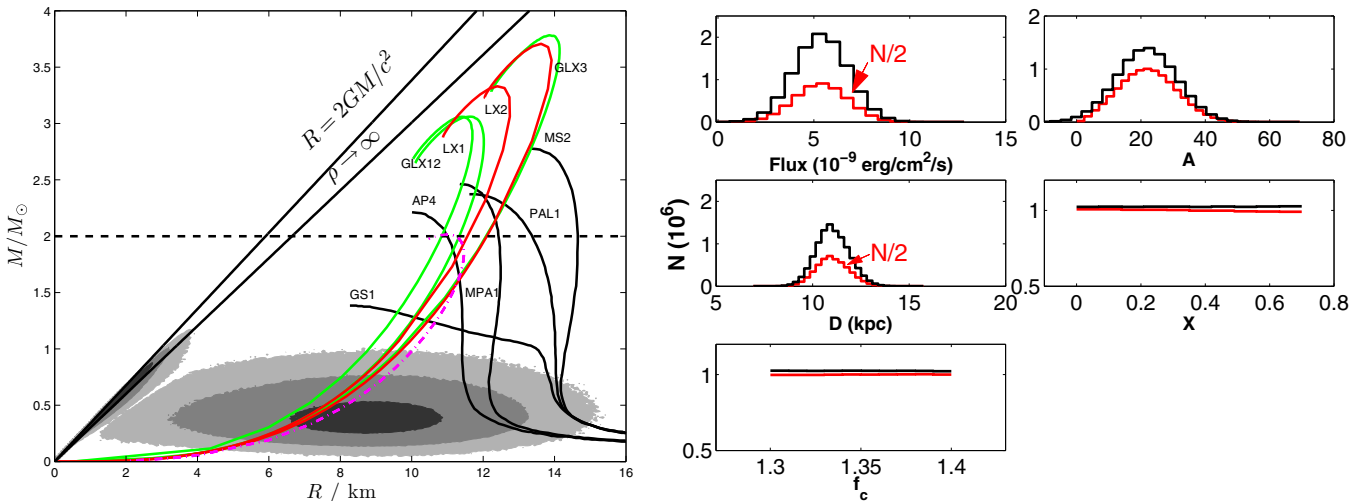 4
3.5
3
2.5
2
1.5
1
0.5
0
0 2 4 6 8 10 12 14 16
M/M⊙
R / km
R = 2GM/c²
ρ → ∞
GLX3
LX2
MS2
LX1
GLX12
AP4
PAL1
GS1
MPA1
2
1
0
0 5 10 15
Flux (10⁻⁹ erg/cm²/s)
N/2
2
1
0
0 20 40 60 80
A
N (10⁶)
2
1
0
5 10 15 20
D (kpc)
N/2
1
0.5
0 0.2 0.4 0.6 0.8
X
1
0.5
1.3 1.35 1.4
f_c